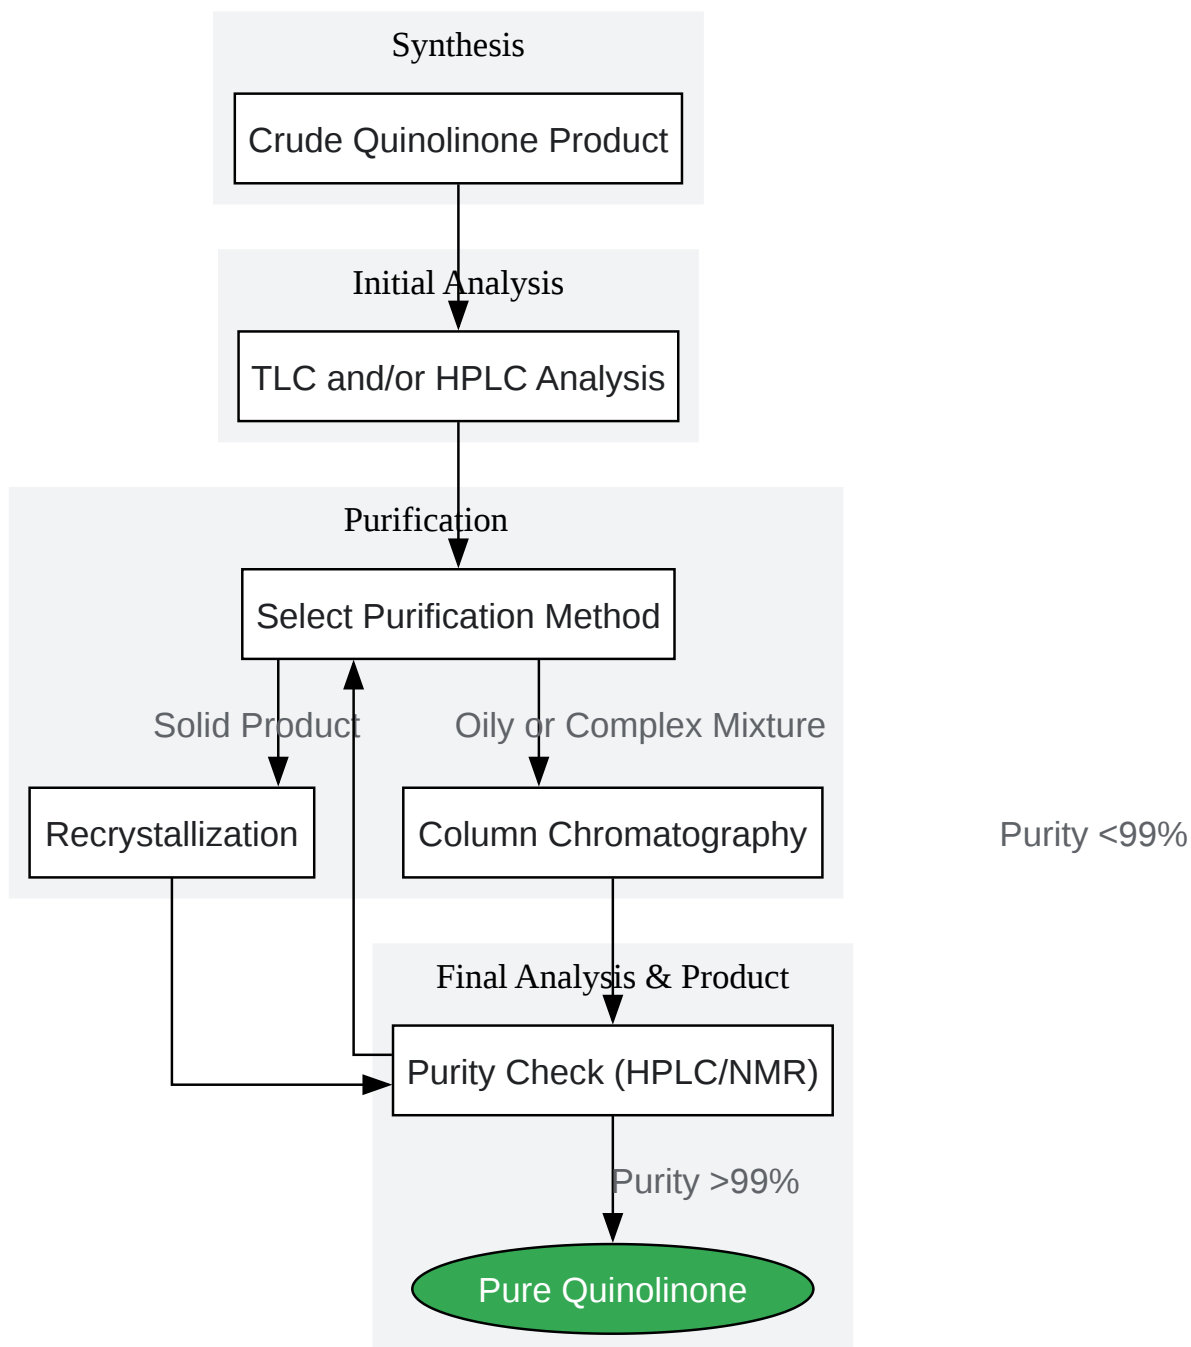 Synthesis
Crude Quinolinone Product
Initial Analysis
TLC and/or HPLC Analysis
Purification
Select Purification Method
Solid Product
Oily or Complex Mixture
Recrystallization
Column Chromatography
Purity <99%
Final Analysis & Product
Purity Check (HPLC/NMR)
Purity >99%
Pure Quinolinone